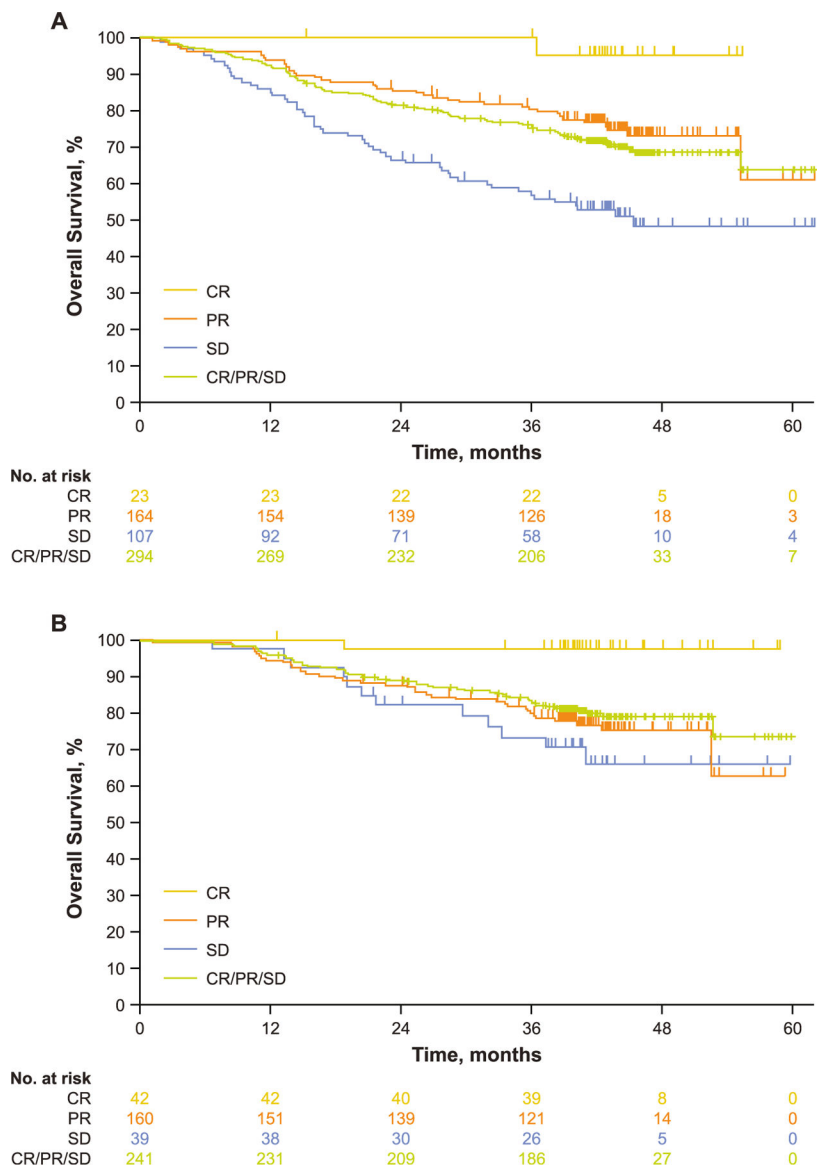 A
Overall Survival, %
100
90
80
70
60
50
40
30
20
10
0
CR
PR
SD
CR/PR/SD
0 12 24 36 48 60
Time, months
No. at risk
CR 23 23 22 22 5 0
PR 164 154 139 126 18 3
SD 107 92 71 58 10 4
CR/PR/SD 294 269 232 206 33 7
B
Overall Survival, %
100
90
80
70
60
50
40
30
20
10
0
CR
PR
SD
CR/PR/SD
0 12 24 36 48 60
Time, months
No. at risk
CR 42 42 40 39 8 0
PR 160 151 139 121 14 0
SD 39 38 30 26 5 0
CR/PR/SD 241 231 209 186 27 0